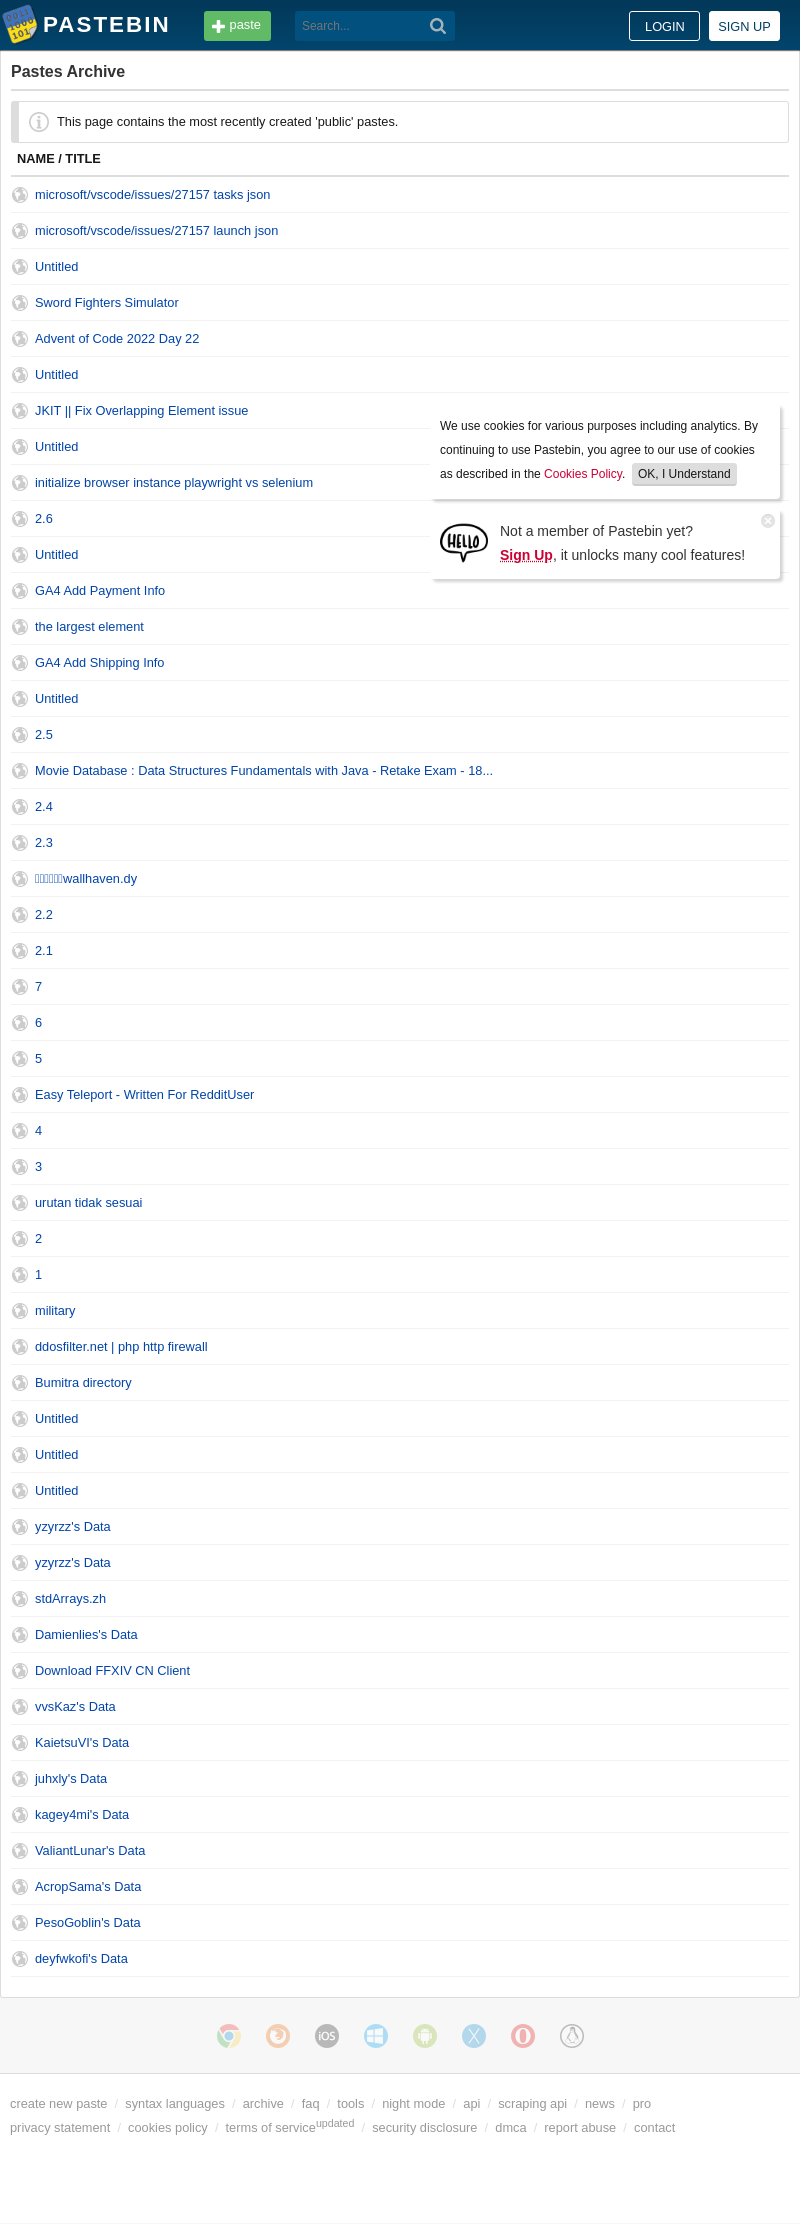 PASTEBIN
paste
Search...
LOGIN
SIGN UP
Pastes Archive
This page contains the most recently created 'public' pastes.
NAME / TITLE
microsoft/vscode/issues/27157 tasks json
microsoft/vscode/issues/27157 launch json
Untitled
Sword Fighters Simulator
Advent of Code 2022 Day 22
Untitled
JKIT || Fix Overlapping Element issue
Untitled
initialize browser instance playwright vs selenium
2.6
Untitled
We use cookies for various purposes including analytics. By
continuing to use Pastebin, you agree to our use of cookies
as described in the Cookies Policy. OK, I Understand
HELLO
Not a member of Pastebin yet?
Sign Up, it unlocks many cool features!
GA4 Add Payment Info
the largest element
GA4 Add Shipping Info
Untitled
2.5
Movie Database : Data Structures Fundamentals with Java - Retake Exam - 18...
2.4
2.3
wallhaven.dy
2.2
2.1
7
6
5
Easy Teleport - Written For RedditUser
4
3
urutan tidak sesuai
2
1
military
ddosfilter.net | php http firewall
Bumitra directory
Untitled
Untitled
Untitled
yzyrzz's Data
yzyrzz's Data
stdArrays.zh
Damienlies's Data
Download FFXIV CN Client
vvsKaz's Data
KaietsuVI's Data
juhxly's Data
kagey4mi's Data
ValiantLunar's Data
AcropSama's Data
PesoGoblin's Data
deyfwkofi's Data
iOS
create new paste / syntax languages / archive / faq / tools / night mode / api / scraping api / news / pro
privacy statement / cookies policy / terms of service updated / security disclosure / dmca / report abuse / contact